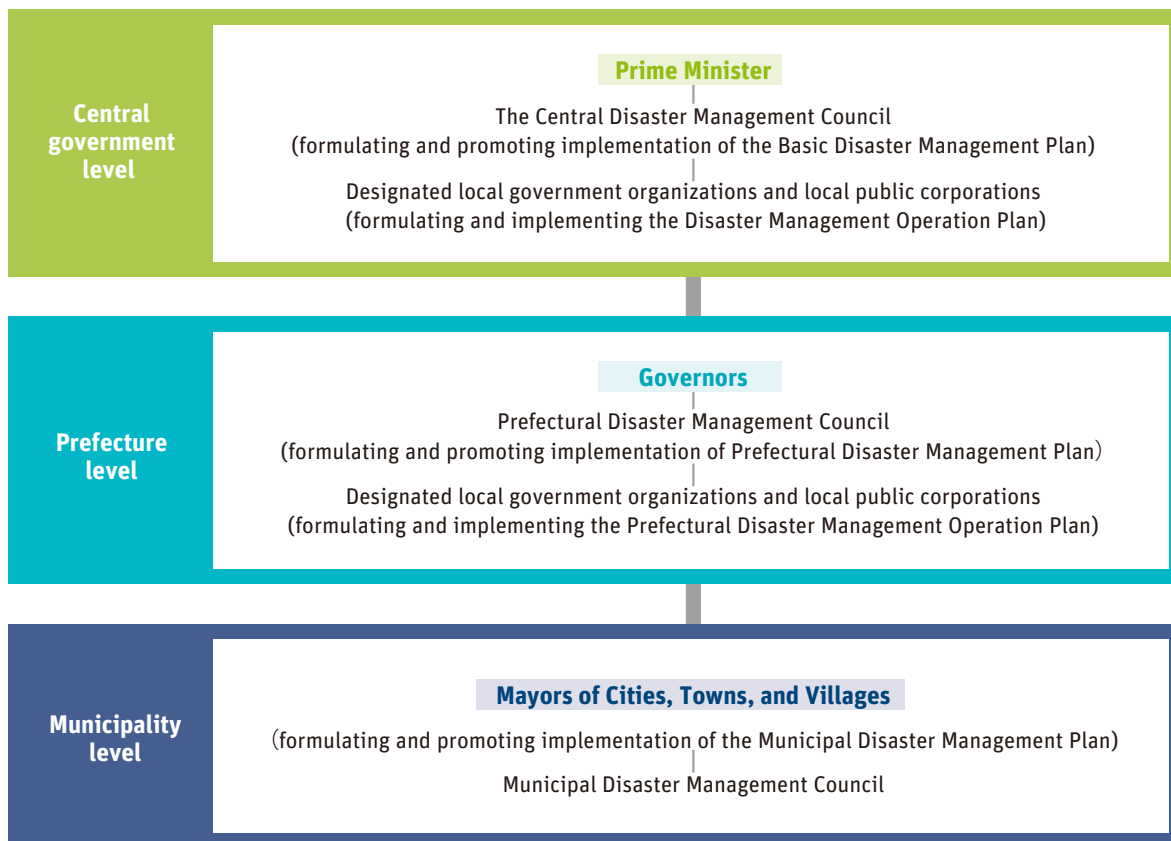 Central
government
level
Prime Minister
The Central Disaster Management Council
(formulating and promoting implementation of the Basic Disaster Management Plan)
Designated local government organizations and local public corporations
(formulating and implementing the Disaster Management Operation Plan)
Prefecture
level
Governors
Prefectural Disaster Management Council
(formulating and promoting implementation of Prefectural Disaster Management Plan）
Designated local government organizations and local public corporations
(formulating and implementing the Prefectural Disaster Management Operation Plan)
Municipality
level
Mayors of Cities, Towns, and Villages
（formulating and promoting implementation of the Municipal Disaster Management Plan)
Municipal Disaster Management Council